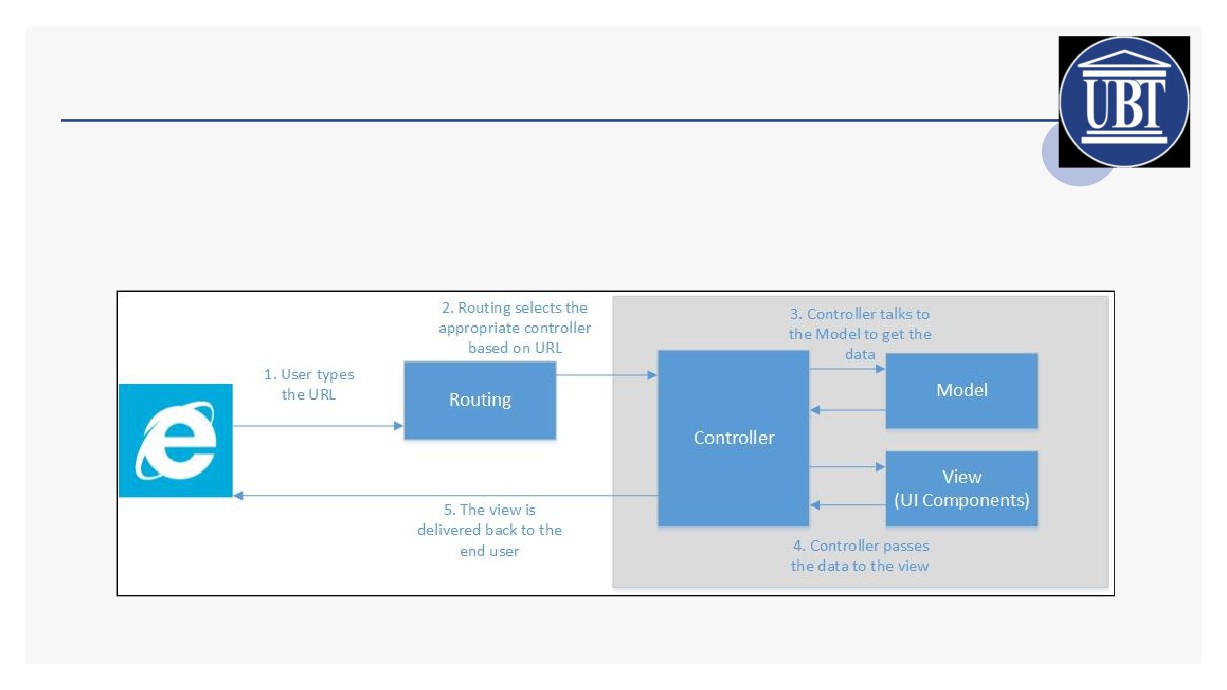 UBT
1. User types
the URL
Routing
2. Routing selects the
appropriate controller
based on URL
Controller
3. Controller talks to
the Model to get the
data
Model
View
(UI Components)
4. Controller passes
the data to the view
5. The view is
delivered back to the
end user